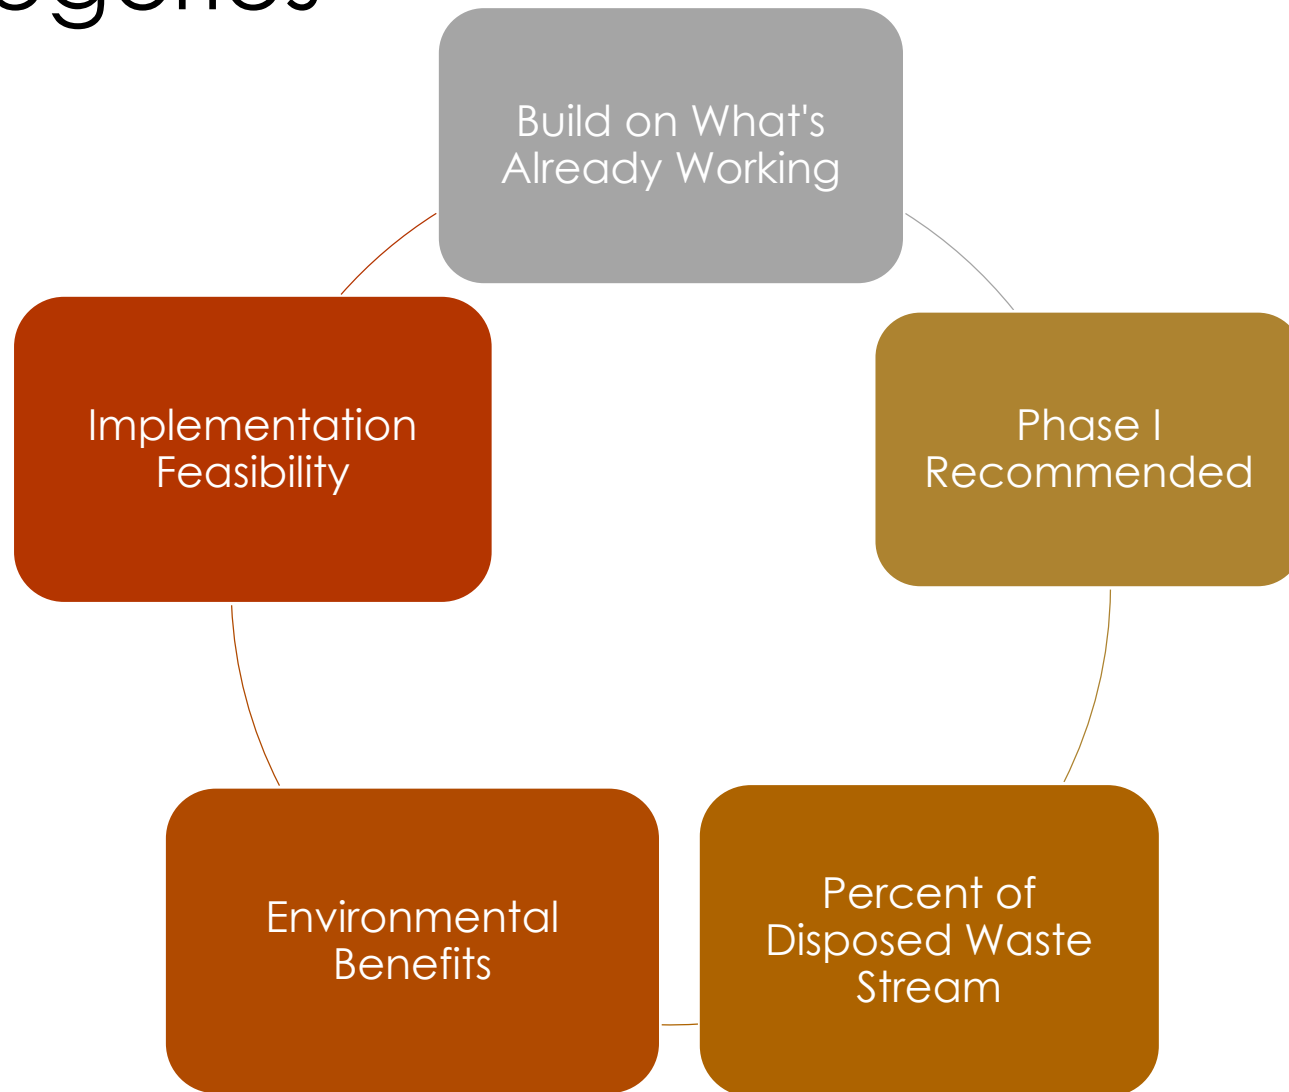 Build on What's
Already Working
Implementation
Feasibility
Phase I
Recommended
Environmental
Benefits
Percent of
Disposed Waste
Stream